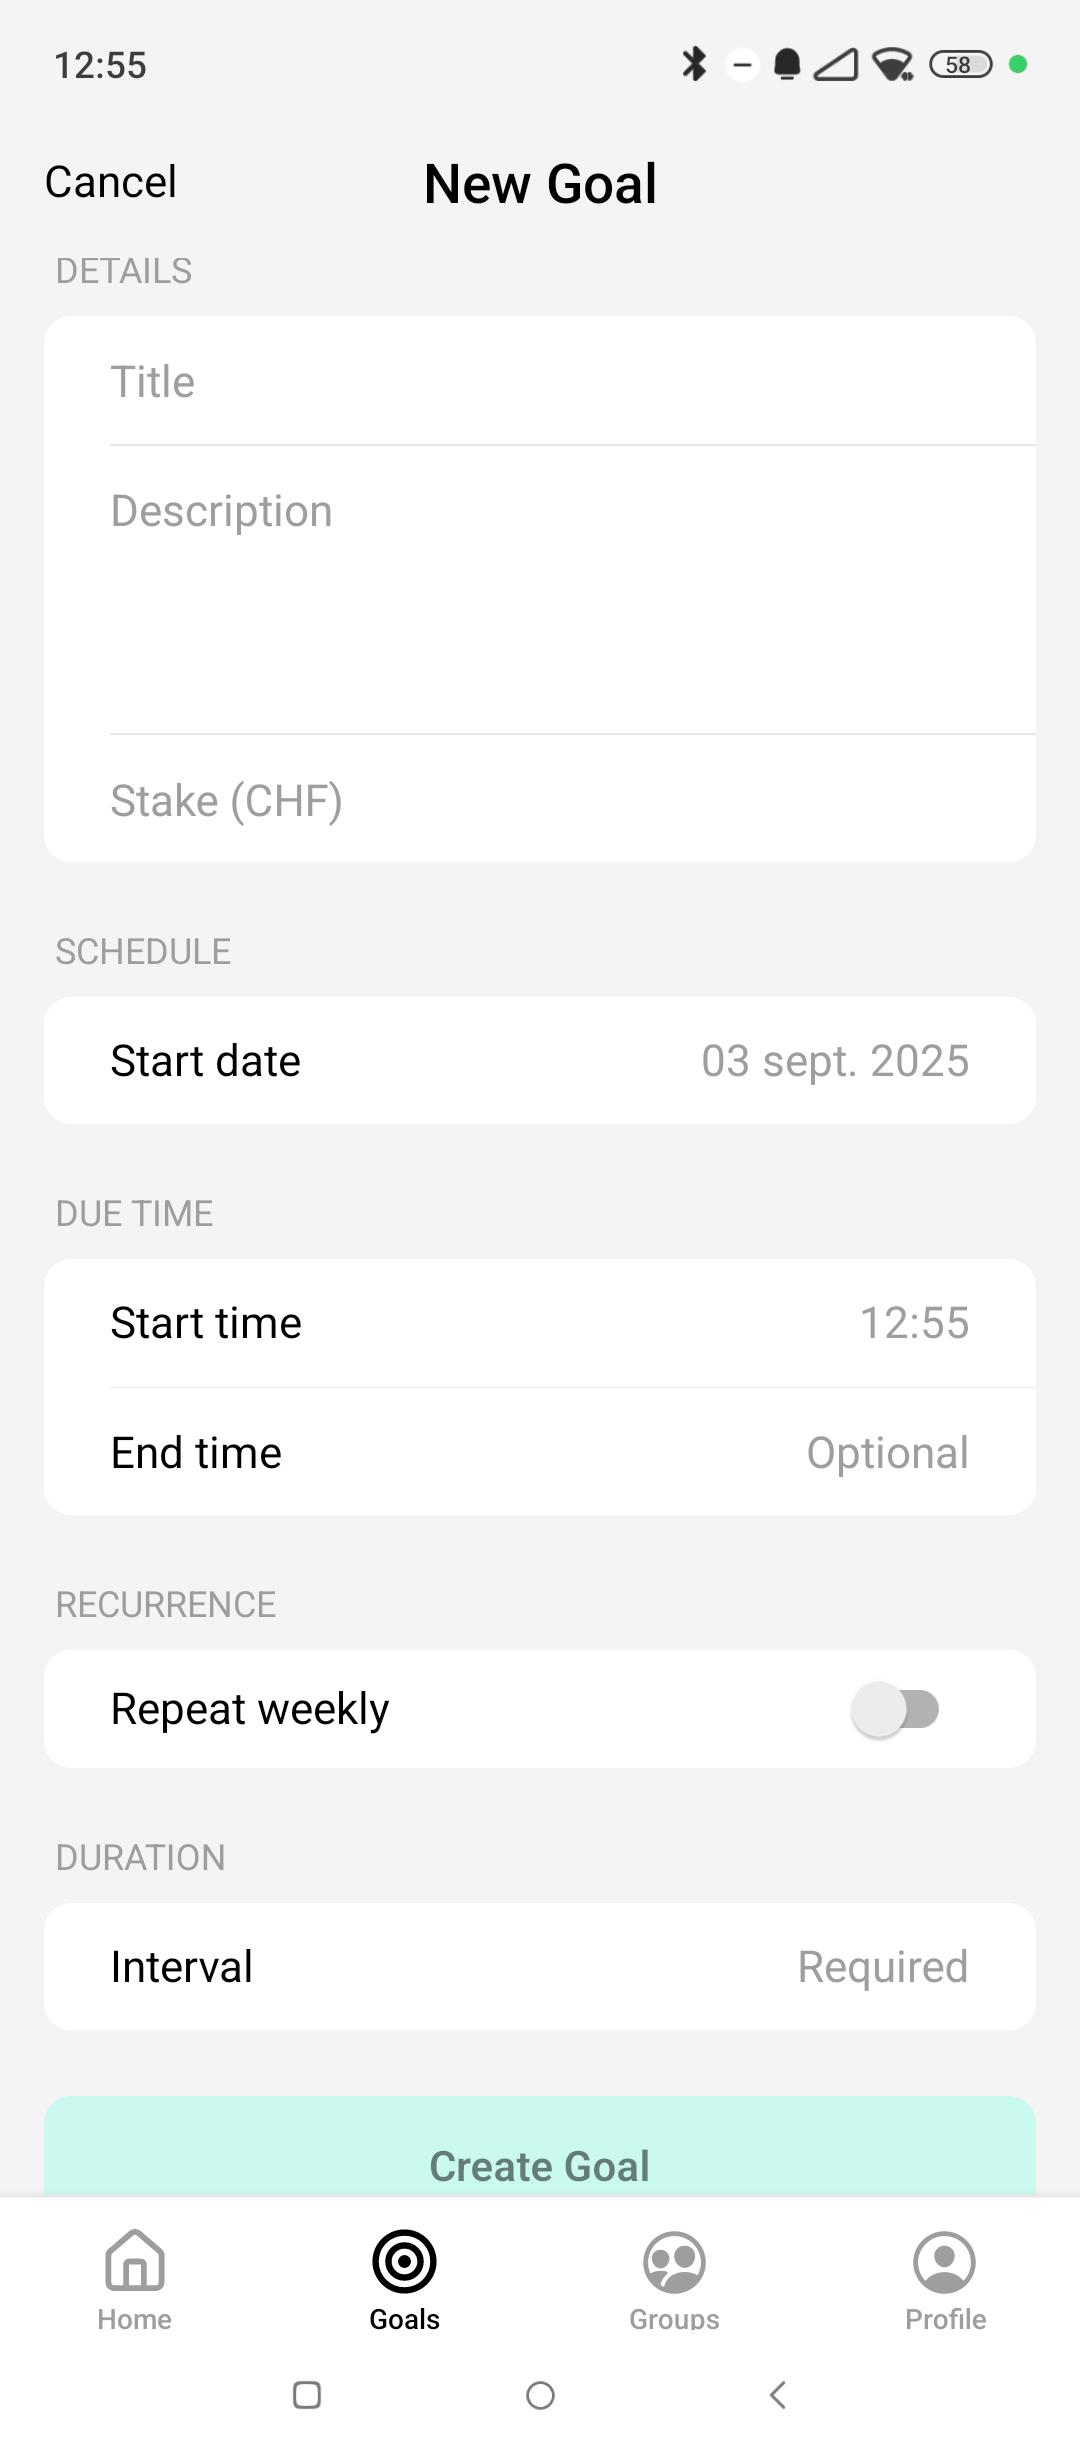 12:55
58
Cancel
New Goal
DETAILS
Title
Description
Stake (CHF)
SCHEDULE
Start date 03 sept. 2025
DUE TIME
Start time 12:55
End time Optional
RECURRENCE
Repeat weekly
DURATION
Interval Required
Create Goal
Home Goals Groups Profile